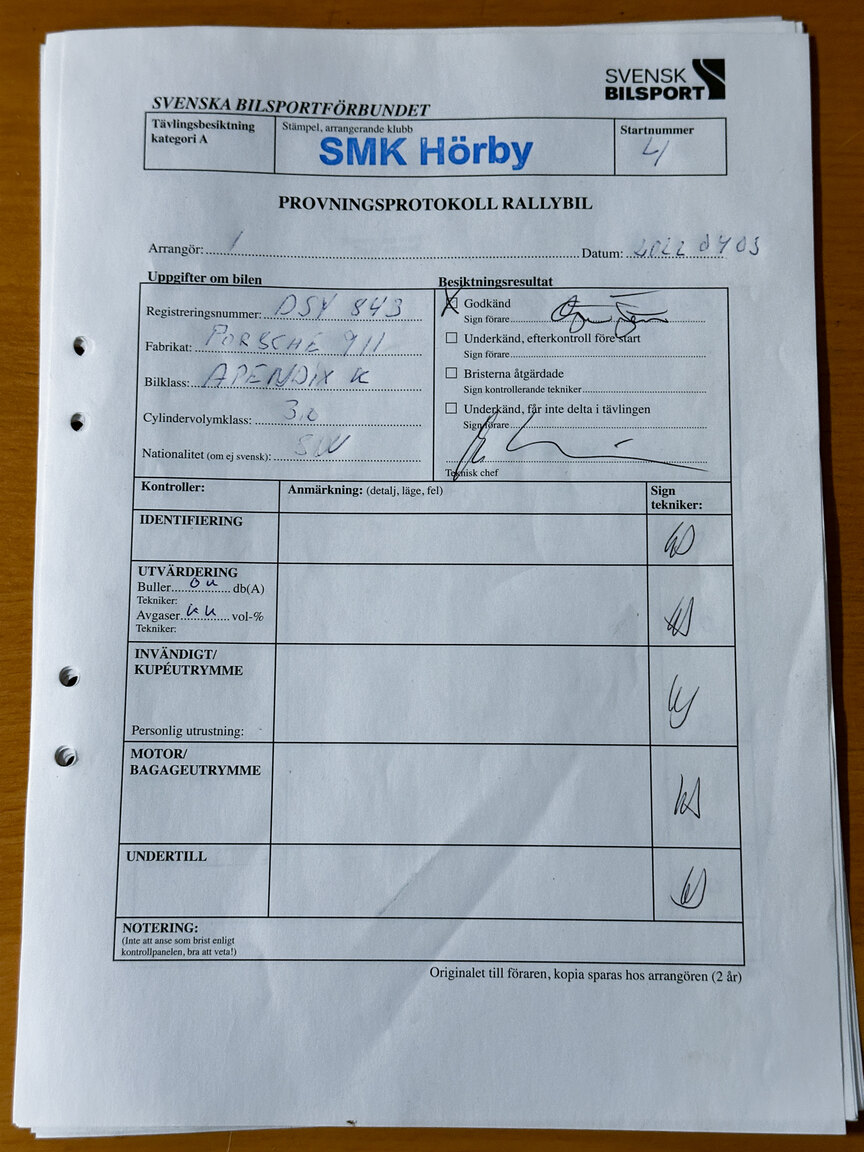 SVENSK
BILSPORT
SVENSKA BILSPORTFÖRBUNDET
Tävlingsbesiktning
kategori A
Stämpel, arrangerande klubb
SMK Hörby
Startnummer
4
PROVNINGSPROTOKOLL RALLYBIL
Arrangör: / Datum: 2022 04 03
Uppgifter om bilen
Registreringsnummer: DSY 843
Fabrikat: PORSCHE 911
Bilklass: APENDIX K
Cylindervolymklass: 3,0
Nationalitet (om ej svensk):
Besiktningsresultat
X Godkänd
Sign förare
Underkänd, efterkontroll före start
Sign förare
Bristerna åtgärdade
Sign kontrollerande tekniker
Underkänd, får inte delta i tävlingen
Sign förare
Teknisk chef
Kontroller: Anmärkning: (detalj, läge, fel) Sign
tekniker:
IDENTIFIERING
UTVÄRDERING
Buller db(A)
Tekniker:
Avgaser vol-%
Tekniker:
INVÄNDIGT/
KUPÉUTRYMME
Personlig utrustning:
MOTOR/
BAGAGEUTRYMME
UNDERTILL
NOTERING:
(Inte att anse som brist enligt
kontrollpanelen, bra att veta!)
Originalet till föraren, kopia sparas hos arrangören (2 år)